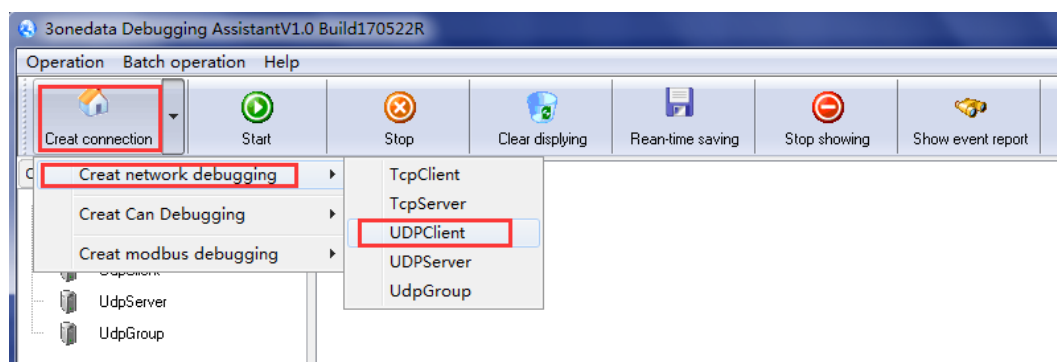 3onedata Debugging AssistantV1.0 Build170522R
Operation Batch operation Help
Creat connection Start Stop Clear displying Rean-time saving Stop showing Show event report
Creat network debugging
Creat Can Debugging
Creat modbus debugging
TcpClient
TcpServer
UDPClient
UDPServer
UdpGroup
UdpServer
UdpGroup